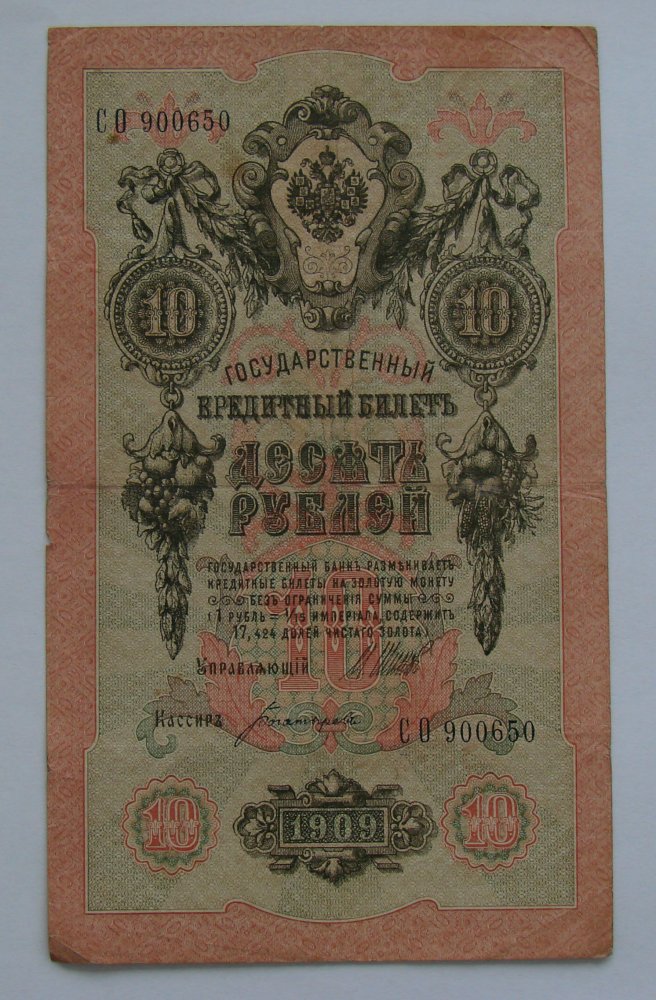 СО 900650
10 10
ГОСУДАРСТВЕННЫЙ
КРЕДИТНЫЙ БИЛЕТЪ
ДЕСЯТЬ
РУБЛЕЙ
ГОСУДАРСТВЕННЫЙ БАНКЪ РАЗМѢНИВАЕТЪ
КРЕДИТНЫЕ БИЛЕТЫ НА ЗОЛОТУЮ МОНЕТУ
БЕЗЪ ОГРАНИЧЕНІЯ СУММЫ
(1 РУБЛЬ = 1/15 ИМПЕРІАЛА, СОДЕРЖИТЪ
17,424 ДОЛЕЙ ЧИСТАГО ЗОЛОТА)
10
УПРАВЛЯЮЩІЙ
Кассиръ
СО 900650
10 1909 10